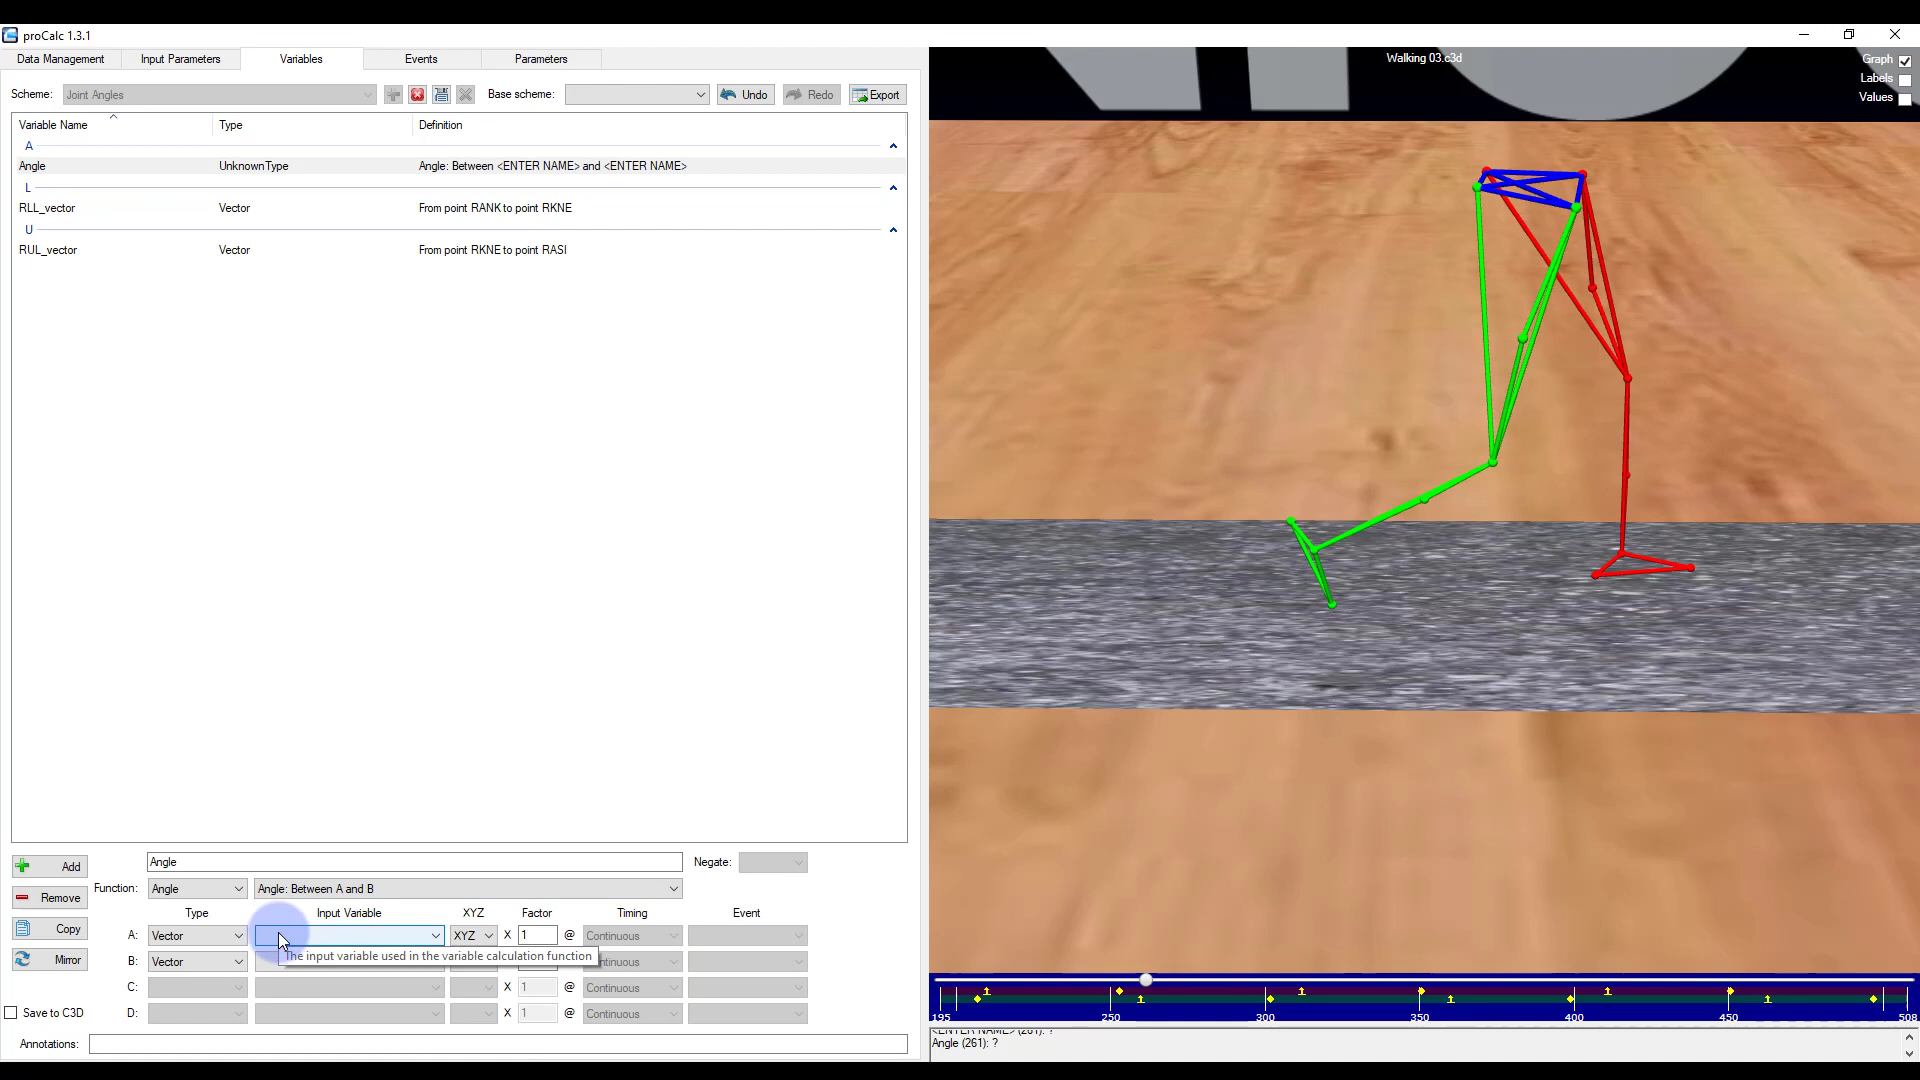 proCalc 1.3.1
Data Management Input Parameters Variables Events Parameters
Walking 03.c3d
Graph
Labels
Values
Scheme: Joint Angles Base scheme: Undo Redo Export
Variable Name Type Definition
A
Angle UnknownType Angle: Between <ENTER NAME> and <ENTER NAME>
L
RLL_vector Vector From point RANK to point RKNE
U
RUL_vector Vector From point RKNE to point RASI
Add Angle Negate:
Function: Angle Angle: Between A and B
Remove
Type Input Variable XYZ Factor Timing Event
Copy
A: Vector XYZ X 1 @ Continuous
The input variable used in the variable calculation function
Mirror
B: Vector
C: X 1 @ Continuous
Save to C3D
D: X 1 @ Continuous
Annotations:
195 250 300 350 400 450 508
<ENTER NAME> (261): ?
Angle (261): ?